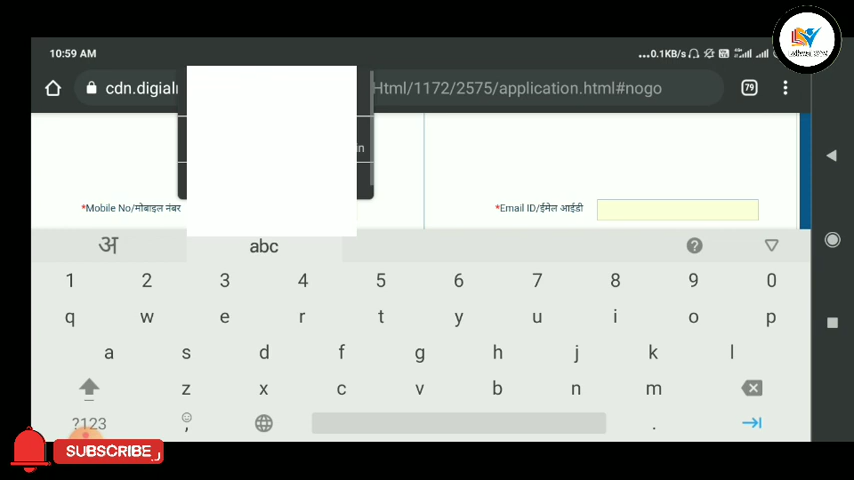 10:59 AM
...0.1KB/s
cdn.digial
Html/1172/2575/application.html#nogo
79
in
*Mobile No/मोबाइल नंबर
*Email ID/ईमेल आईडी
अ
abc
?
1 2 3 4 5 6 7 8 9 0
q w e r t y u i o p
a s d f g h j k l
z x c v b n m
?123 , .
SUBSCRIBE